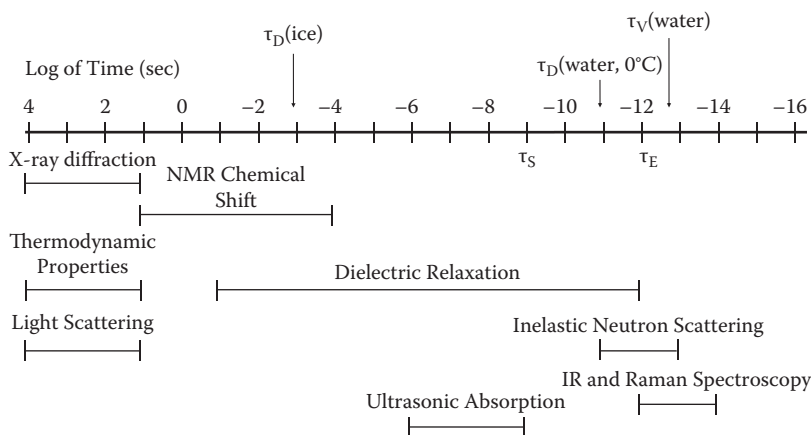 τV(water)
τD(ice)
Log of Time (sec)
τD(water, 0°C)
4 2 0 −2 −4 −6 −8 −10 −12 −14 −16
τS τE
X-ray diffraction
NMR Chemical
Shift
Thermodynamic
Properties
Dielectric Relaxation
Light Scattering
Inelastic Neutron Scattering
IR and Raman Spectroscopy
Ultrasonic Absorption